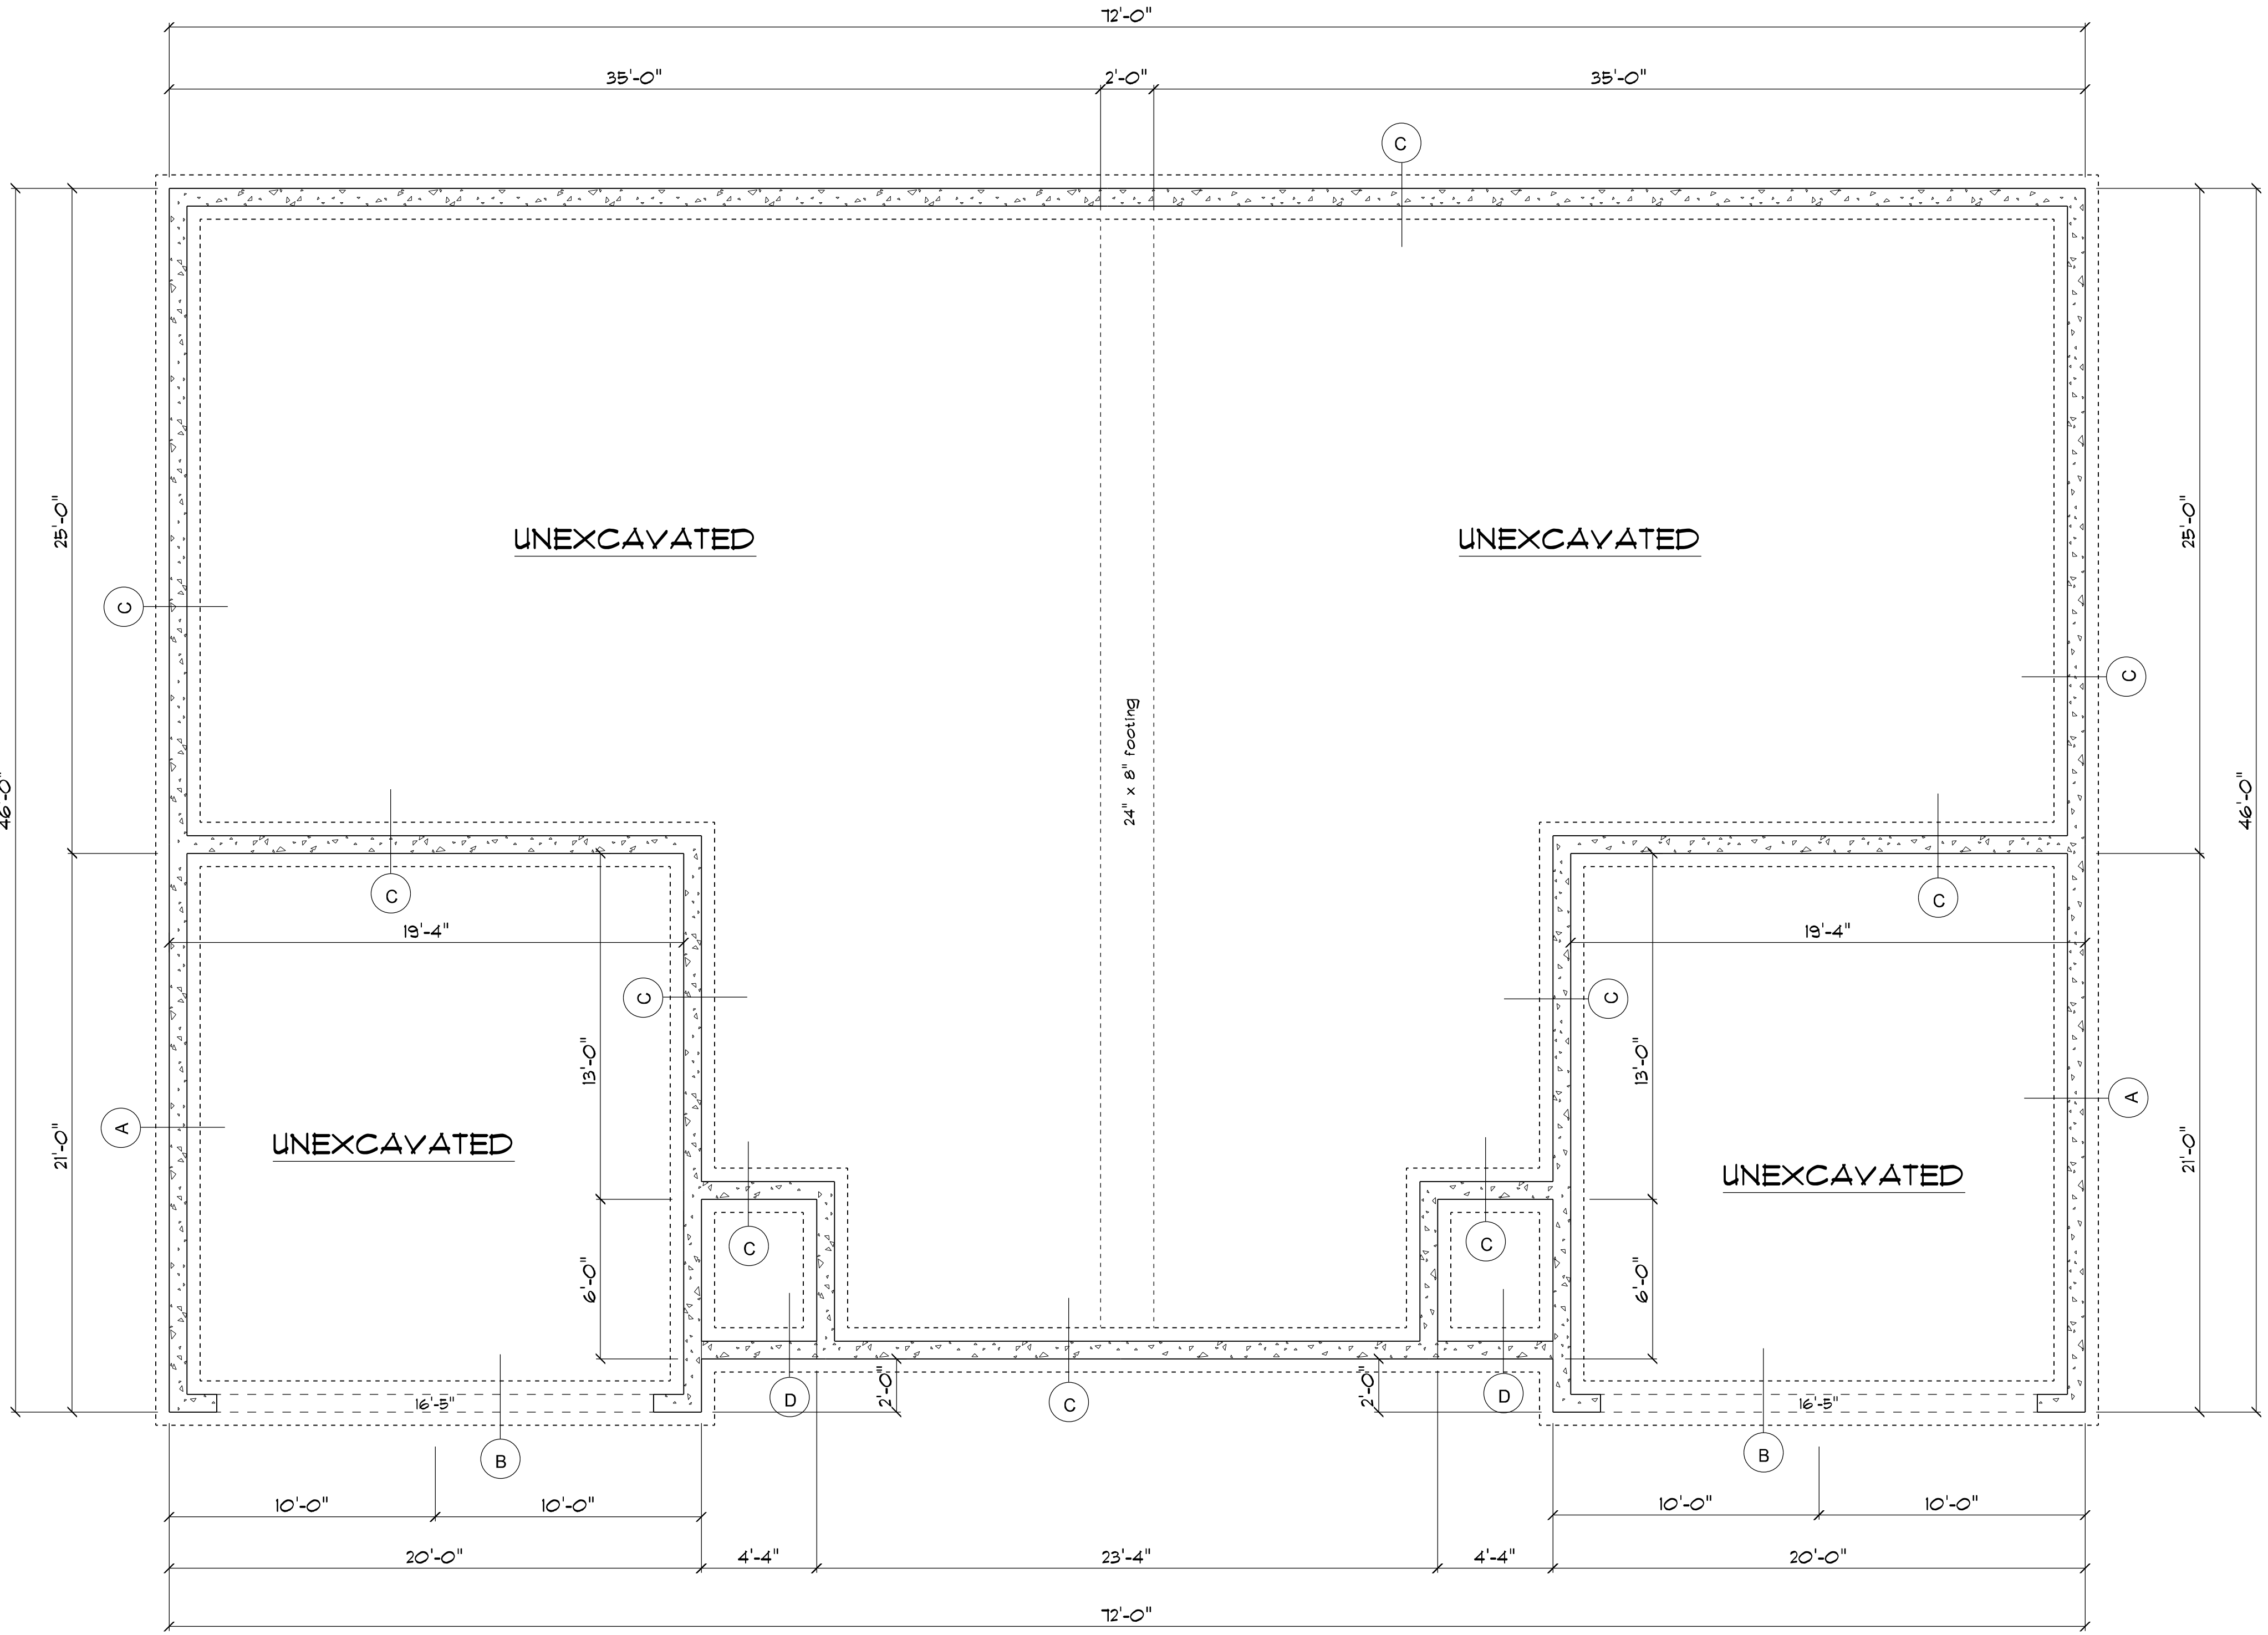 72'-0"
35'-0"
2'-0"
35'-0"
C
UNEXCAVATED
UNEXCAVATED
25'-0"
25'-0"
C
C
24" x 8" footing
46'-0"
46'-0"
C
C
19'-4"
19'-4"
C
C
13'-0"
13'-0"
A
A
UNEXCAVATED
UNEXCAVATED
21'-0"
21'-0"
C
C
6'-0"
6'-0"
D
2'-0"
C
2'-0"
D
16'-5"
16'-5"
B
B
10'-0"
10'-0"
10'-0"
10'-0"
20'-0"
4'-4"
23'-4"
4'-4"
20'-0"
72'-0"